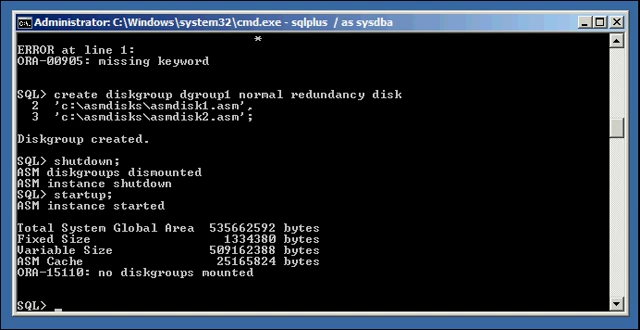 Administrator: C:\Windows\system32\cmd.exe - sqlplus / as sysdba
*
ERROR at line 1:
ORA-00905: missing keyword
SQL> create diskgroup dgroup1 normal redundancy disk
2 'c:\asmdisks\asmdisk1.asm',
3 'c:\asmdisks\asmdisk2.asm';
Diskgroup created.
SQL> shutdown;
ASM diskgroups dismounted
ASM instance shutdown
SQL> startup;
ASM instance started
Total System Global Area 535662592 bytes
Fixed Size 1334380 bytes
Variable Size 509162388 bytes
ASM Cache 25165824 bytes
ORA-15110: no diskgroups mounted
SQL> _